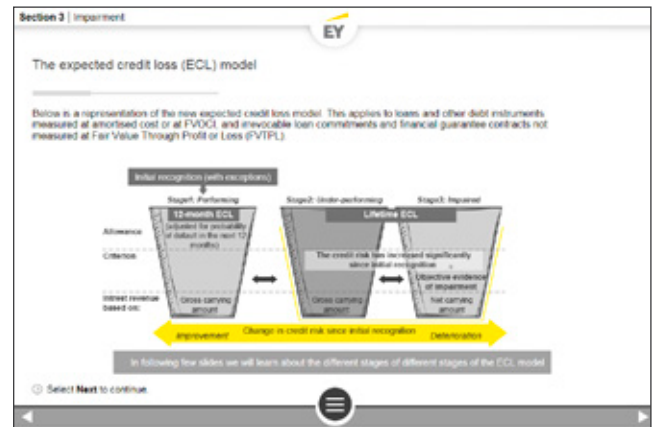 Section 3 | Impairment
EY
The expected credit loss (ECL) model
Below is a representation of the new expected credit loss model. This applies to loans and other debt instruments
measured at amortised cost or at FVOCI, and irrevocable loan commitments and financial guarantee contracts not
measured at Fair Value Through Profit or Loss (FVTPL):
Initial recognition (with exceptions)
Stage1: Performing
Stage2: Under-performing
Stage3: Impaired
12-month ECL
Lifetime ECL
Allowance
(adjusted for probability
of default in the next 12
months)
Criterion
The credit risk has increased significantly
since initial recognition
Objective evidence
of impairment
Interest revenue
based on:
Gross carrying
amount
Gross carrying
amount
Net carrying
amount
Improvement
Change in credit risk since initial recognition
Deterioration
In following few slides we will learn about the different stages of different stages of the ECL model
Select Next to continue.